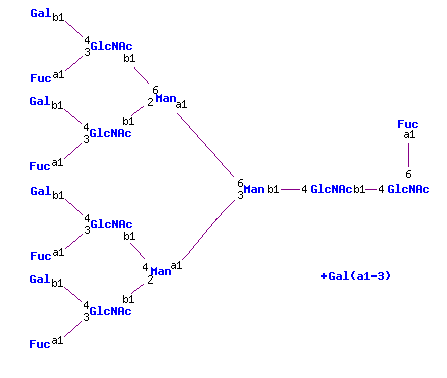 Gal b1
4 GlcNAc
3
b1
Fuc a1
6
Gal b1
2 Man a1
b1
4 GlcNAc
3
Fuc
a1
Fuc a1
6
6
3 Man b1 4 GlcNAc b1 4 GlcNAc
Gal b1
4 GlcNAc
3
b1
Fuc a1
4 Man a1
2
+Gal(a1-3)
Gal b1
b1
4 GlcNAc
3
Fuc a1